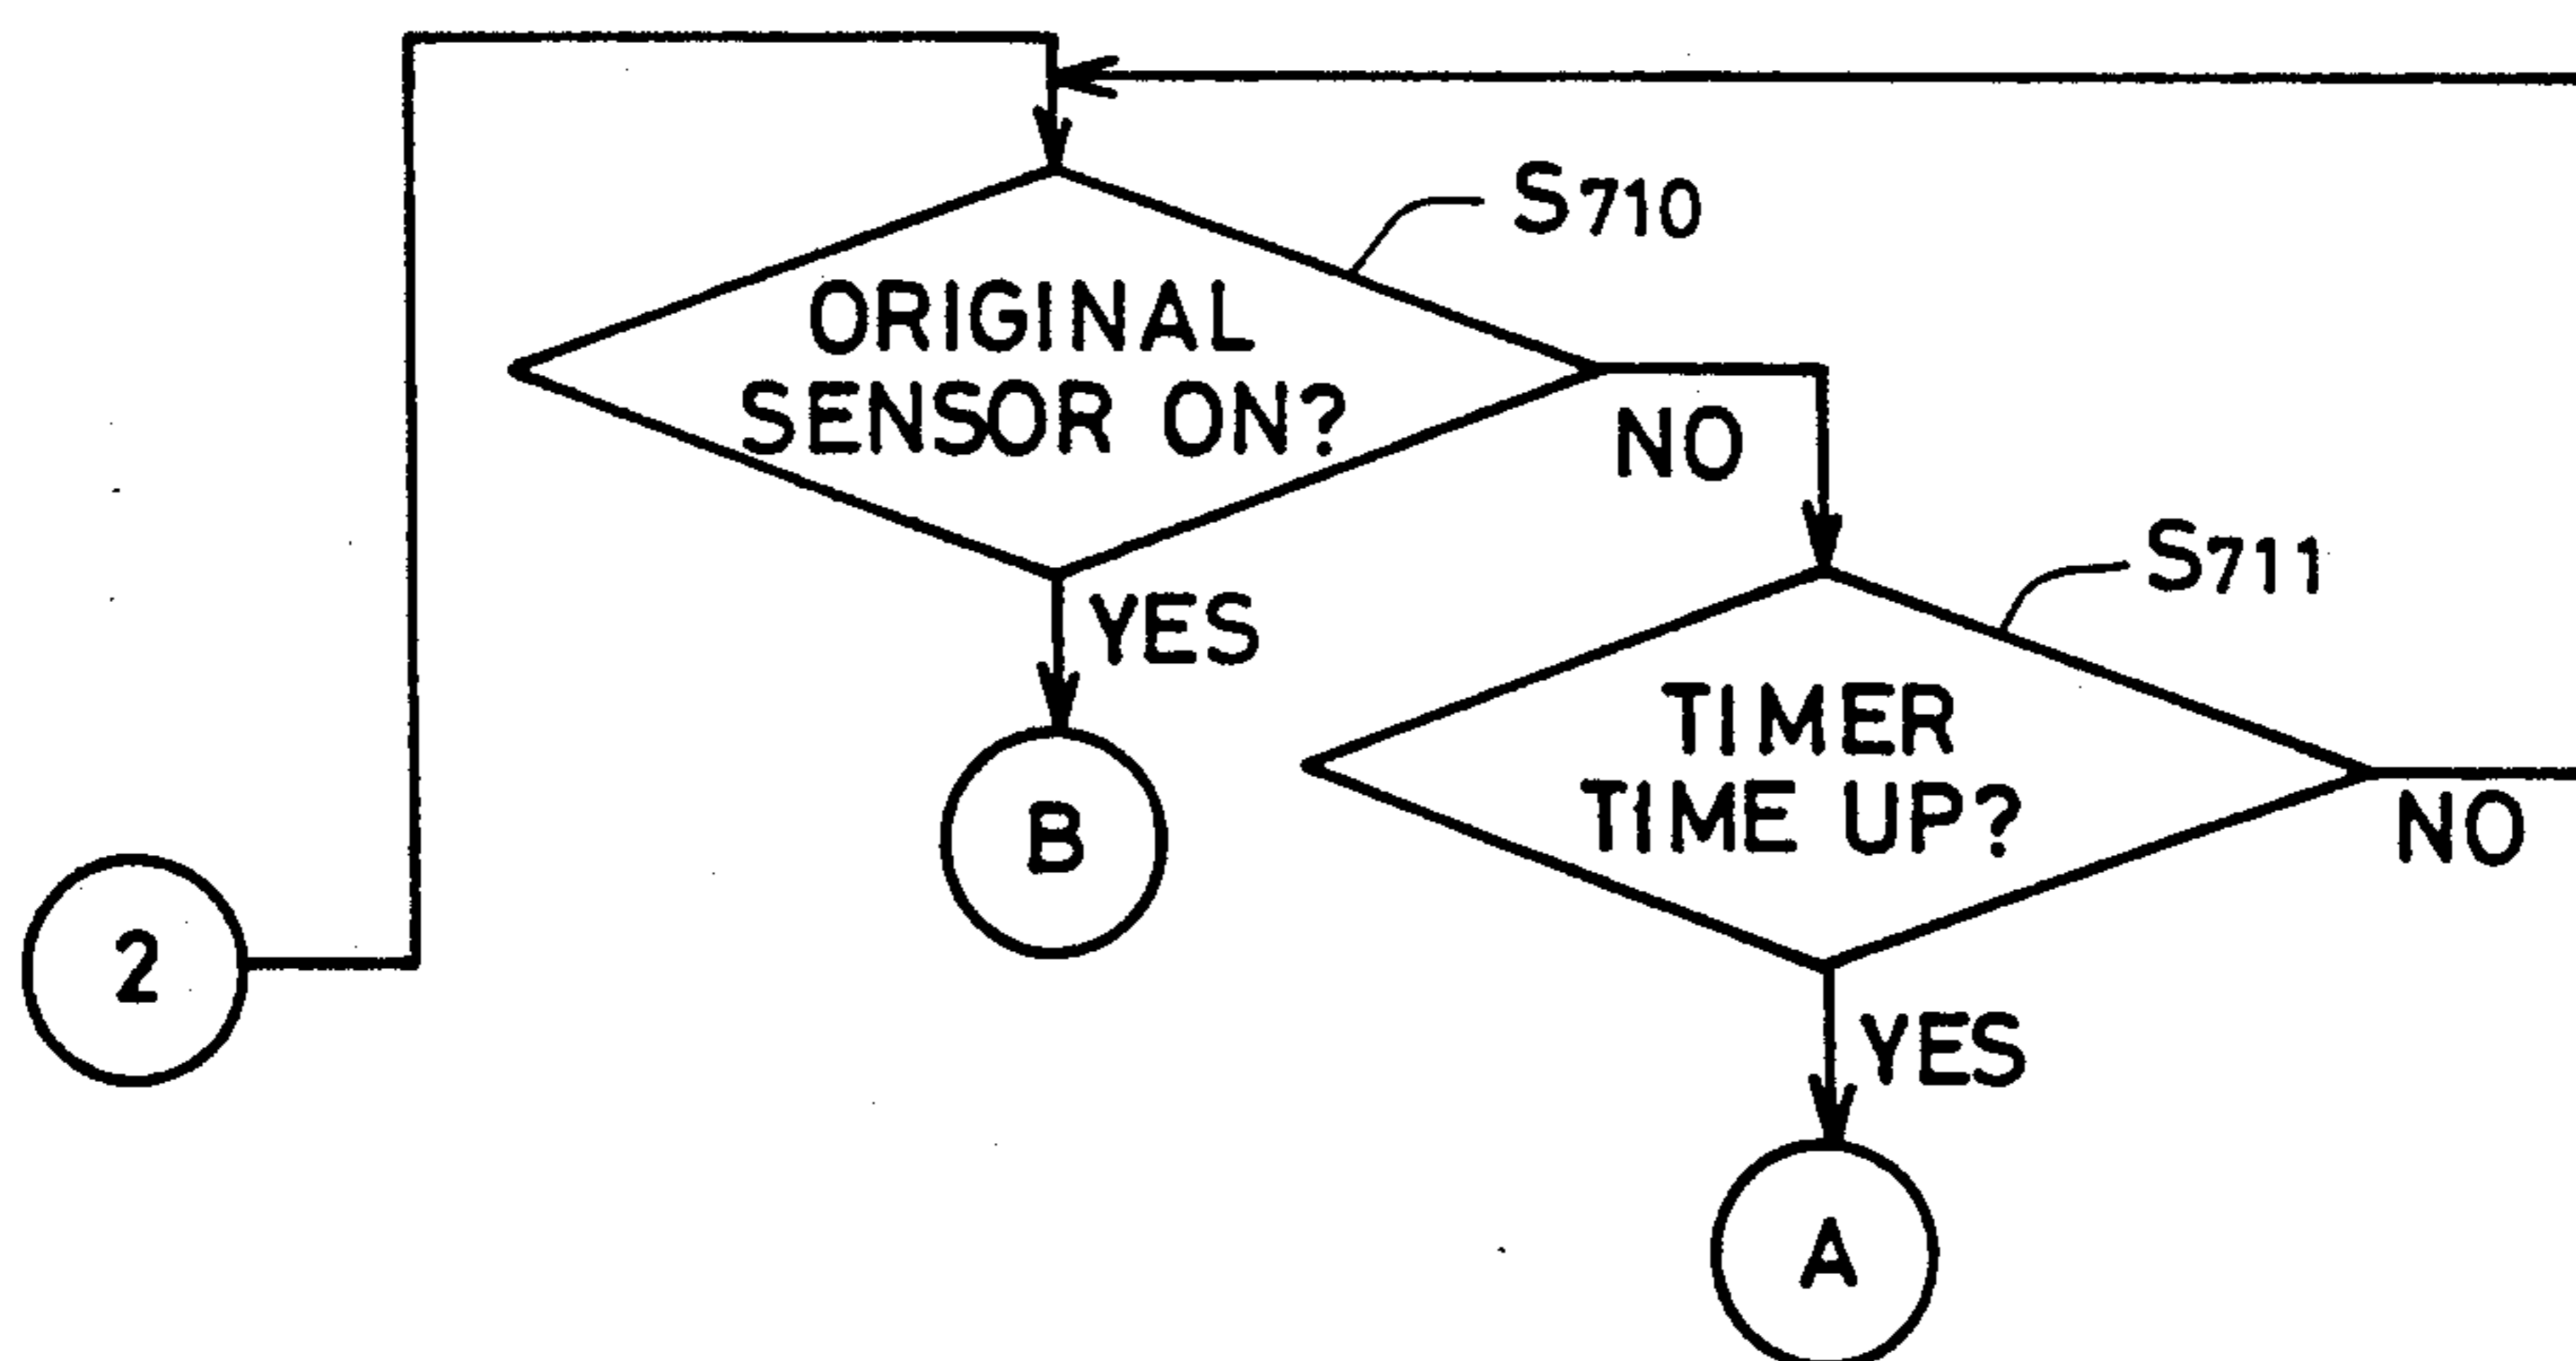 S710
ORIGINAL
SENSOR ON?
NO
YES
B
S711
TIMER
TIME UP?
NO
2
YES
A